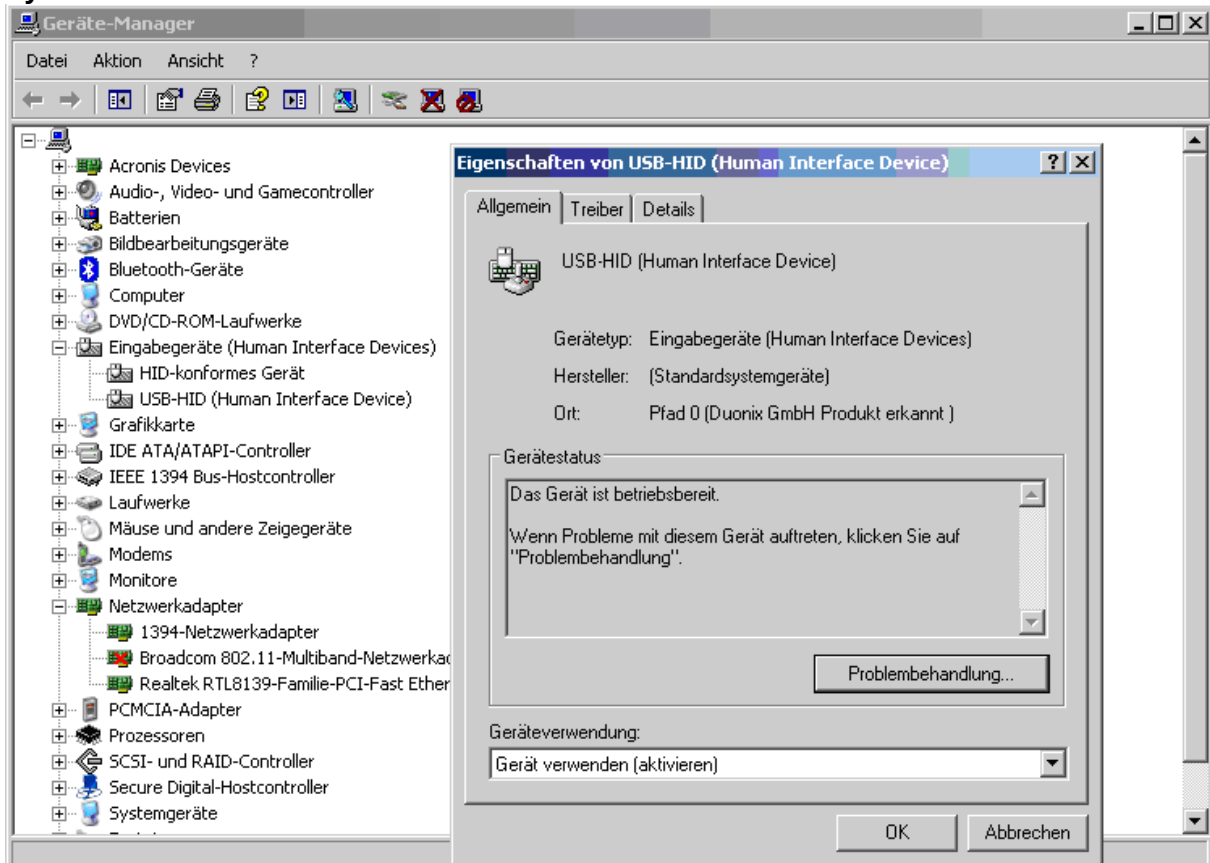 Geräte-Manager
Datei Aktion Ansicht ?
Acronis Devices
Audio-, Video- und Gamecontroller
Batterien
Bildbearbeitungsgeräte
Bluetooth-Geräte
Computer
DVD/CD-ROM-Laufwerke
Eingabegeräte (Human Interface Devices)
HID-konformes Gerät
USB-HID (Human Interface Device)
Grafikkarte
IDE ATA/ATAPI-Controller
IEEE 1394 Bus-Hostcontroller
Laufwerke
Mäuse und andere Zeigegeräte
Modems
Monitore
Netzwerkadapter
1394-Netzwerkadapter
Broadcom 802.11-Multiband-Netzwerkad
Realtek RTL8139-Familie-PCI-Fast Ether
PCMCIA-Adapter
Prozessoren
SCSI- und RAID-Controller
Secure Digital-Hostcontroller
Systemgeräte
Eigenschaften von USB-HID (Human Interface Device)
Allgemein Treiber Details
USB-HID (Human Interface Device)
Gerätetyp: Eingabegeräte (Human Interface Devices)
Hersteller: (Standardsystemgeräte)
Ort: Pfad 0 (Duonix GmbH Produkt erkannt )
Gerätestatus
Das Gerät ist betriebsbereit.
Wenn Probleme mit diesem Gerät auftreten, klicken Sie auf
"Problembehandlung".
Problembehandlung...
Geräteverwendung:
Gerät verwenden (aktivieren)
OK Abbrechen